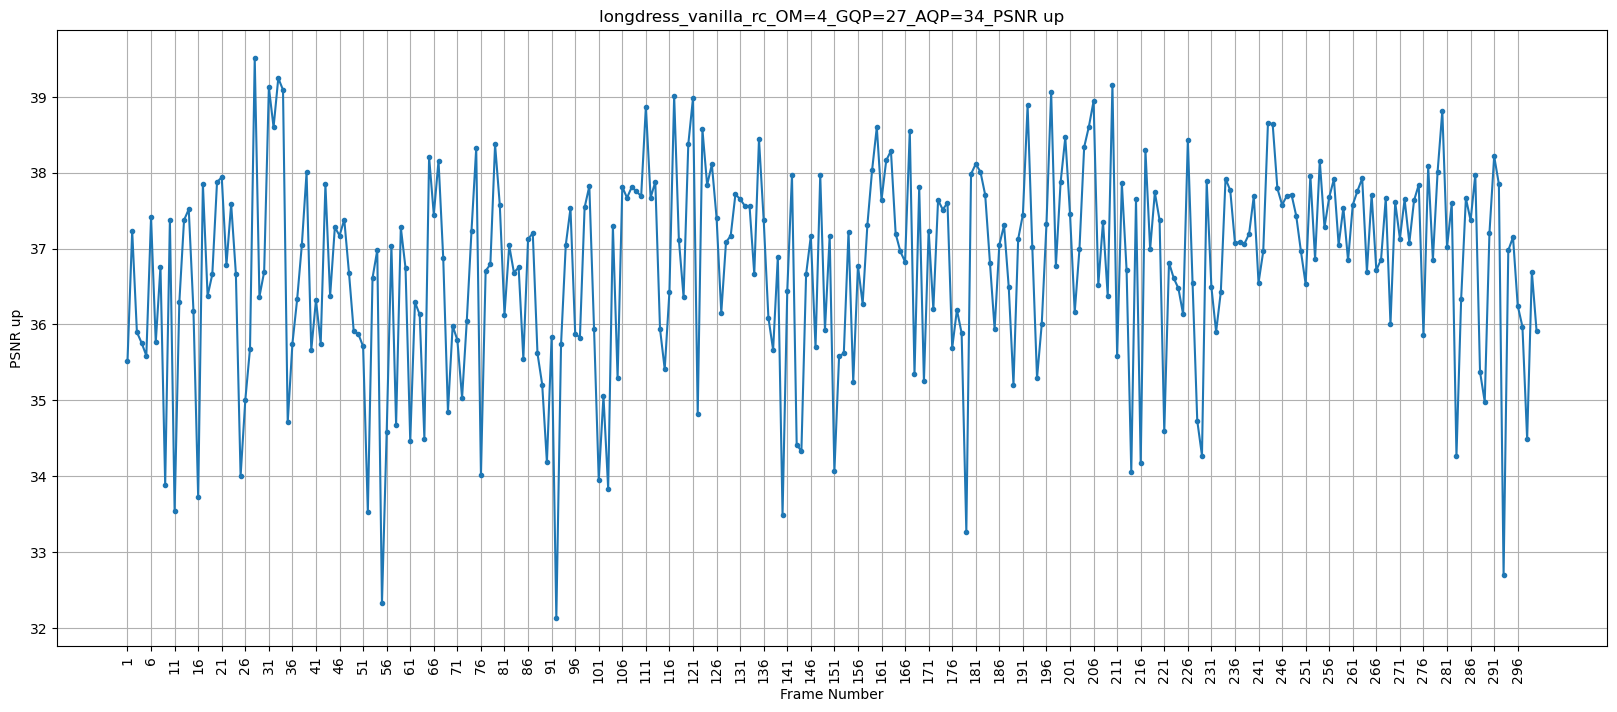 longdress_vanilla_rc_OM=4_GQP=27_AQP=34_PSNR up
PSNR up
39
38
37
36
35
34
33
32
1 6 11 16 21 26 31 36 41 46 51 56 61 66 71 76 81 86 91 96 101 106 111 116 121 126 131 136 141 146 151 156 161 166 171 176 181 186 191 196 201 206 211 216 221 226 231 236 241 246 251 256 261 266 271 276 281 286 291 296
Frame Number